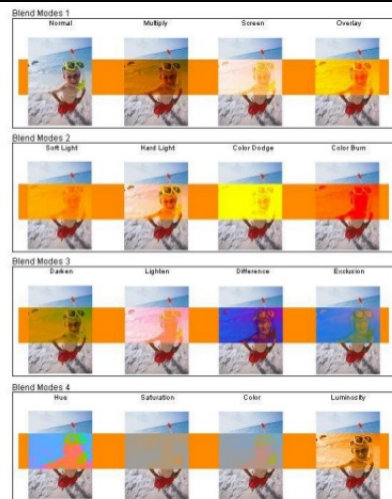 Blend Modes 1
Normal Multiply Screen Overlay
Blend Modes 2
Soft Light Hard Light Color Dodge Color Burn
Blend Modes 3
Darken Lighten Difference Exclusion
Blend Modes 4
Hue Saturation Color Luminosity